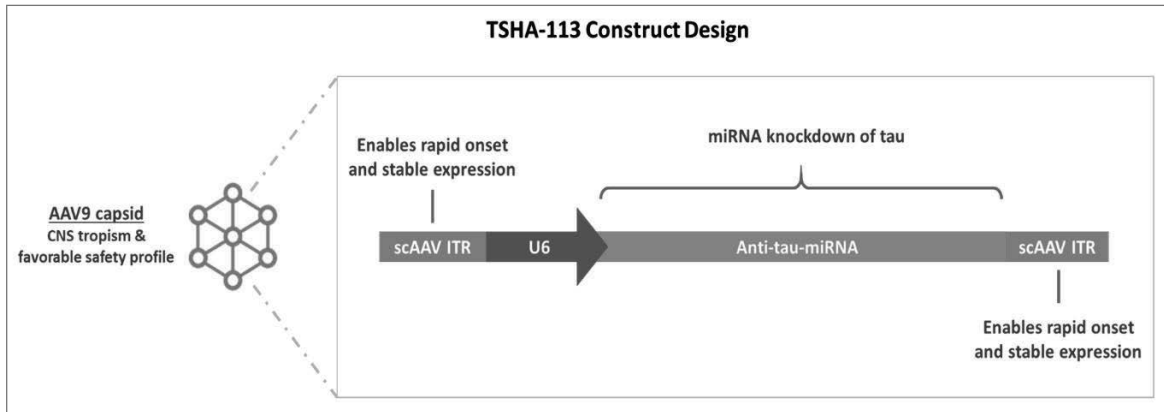 TSHA-113 Construct Design
Enables rapid onset
and stable expression
miRNA knockdown of tau
AAV9 capsid
CNS tropism &
favorable safety profile
scAAV ITR
U6
Anti-tau-miRNA
scAAV ITR
Enables rapid onset
and stable expression